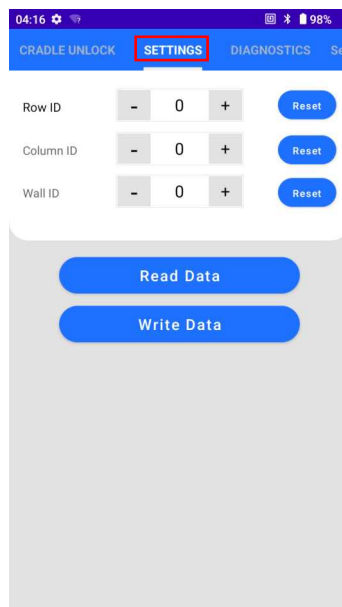 04:16 98%
CRADLE UNLOCK SETTINGS DIAGNOSTICS Se
Row ID - 0 + Reset
Column ID - 0 + Reset
Wall ID - 0 + Reset
Read Data
Write Data